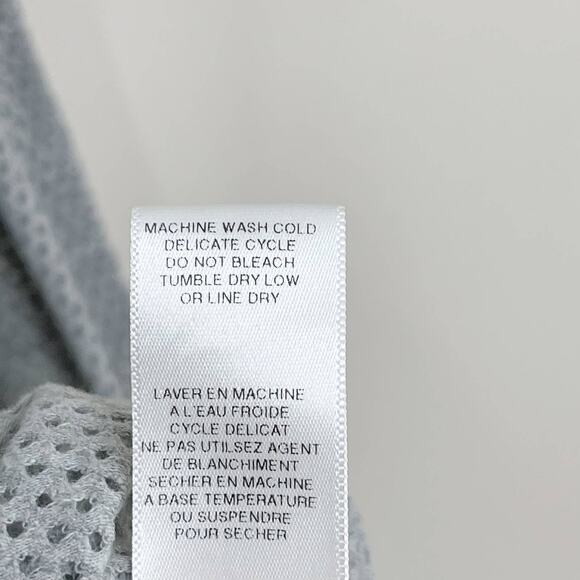 MACHINE WASH COLD
DELICATE CYCLE
DO NOT BLEACH
TUMBLE DRY LOW
OR LINE DRY
LAVER EN MACHINE
A L'EAU FROIDE
CYCLE DELICAT
NE PAS UTILSEZ AGENT
DE BLANCHIMENT
SECHER EN MACHINE
A BASE TEMPERATURE
OU SUSPENDRE
POUR SECHER